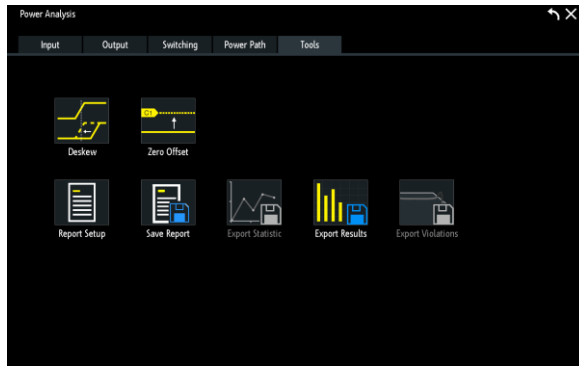 Power Analysis
Input Output Switching Power Path Tools
C1
Deskew Zero Offset
Report Setup Save Report Export Statistic Export Results Export Violations